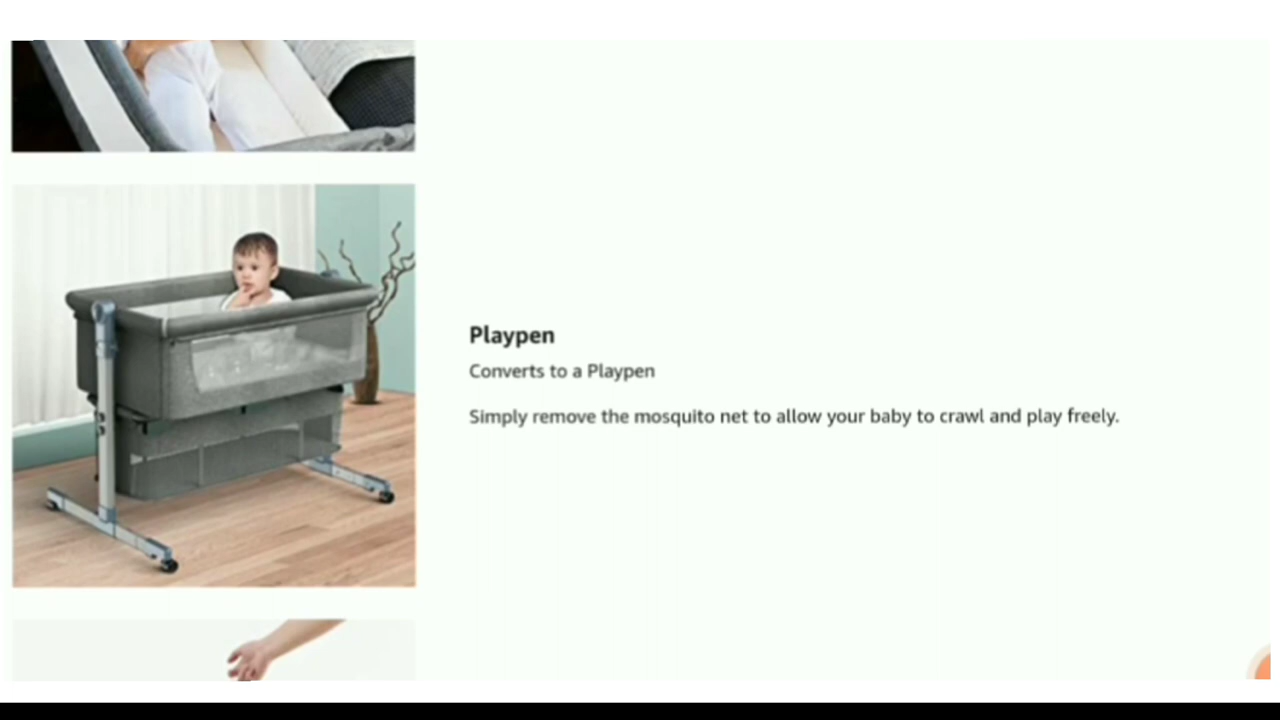 Playpen
Converts to a Playpen
Simply remove the mosquito net to allow your baby to crawl and play freely.